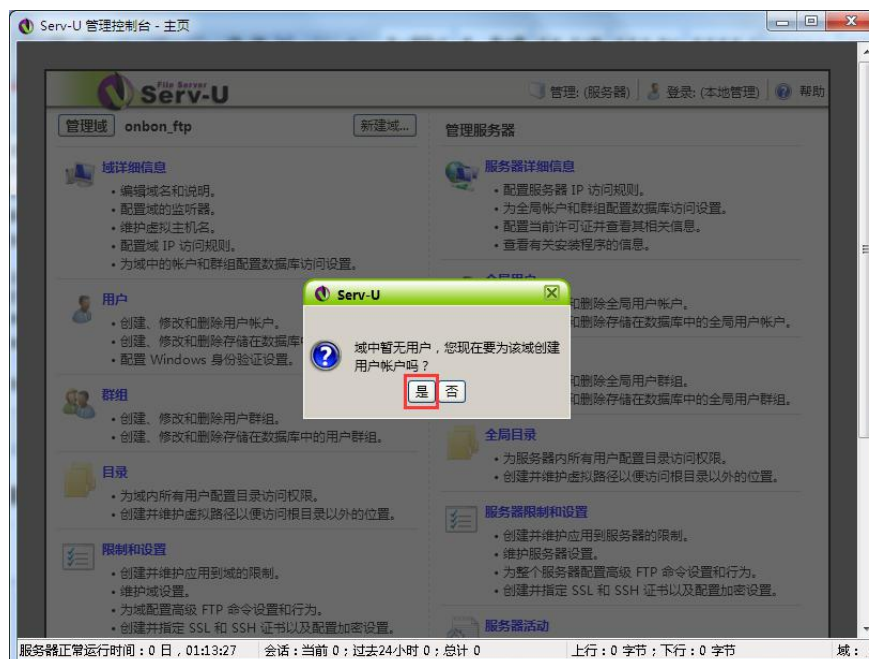 Serv-U 管理控制台 - 主页
File Server
Serv-U
管理: (服务器)
登录: (本地管理)
帮助
管理域
onbon_ftp
新建域...
域详细信息
• 编辑域名和说明。
• 配置域的监听器。
• 维护虚拟主机名。
• 配置域 IP 访问规则。
• 为域中的帐户和群组配置数据库访问设置。
用户
• 创建、修改和删除用户帐户。
• 创建、修改和删除存储在数据库中
• 配置 Windows 身份验证设置。
群组
• 创建、修改和删除用户群组。
• 创建、修改和删除存储在数据库中的用户群组。
目录
• 为域内所有用户配置目录访问权限。
• 创建并维护虚拟路径以便访问根目录以外的位置。
限制和设置
• 创建并维护应用到域的限制。
• 维护域设置。
• 为域配置高级 FTP 命令设置和行为。
• 创建并指定 SSL 和 SSH 证书以及配置加密设置。
管理服务器
服务器详细信息
• 配置服务器 IP 访问规则。
• 为全局帐户和群组配置数据库访问设置。
• 配置当前许可证并查看其相关信息。
• 查看有关安装程序的信息。
全局用户
和删除全局用户帐户。
和删除存储在数据库中的全局用户帐户。
和删除全局用户群组。
和删除存储在数据库中的全局用户群组。
全局目录
• 为服务器内所有用户配置目录访问权限。
• 创建并维护虚拟路径以便访问根目录以外的位置。
服务器限制和设置
• 创建并维护应用到服务器的限制。
• 维护服务器设置。
• 为整个服务器配置高级 FTP 命令设置和行为。
• 创建并指定 SSL 和 SSH 证书以及配置加密设置。
服务器活动
Serv-U
域中暂无用户，您现在要为该域创建
用户帐户吗？
是
否
服务器正常运行时间：0 日，01:13:27
会话：当前 0；过去24小时 0；总计 0
上行：0 字节；下行：0 字节
域：